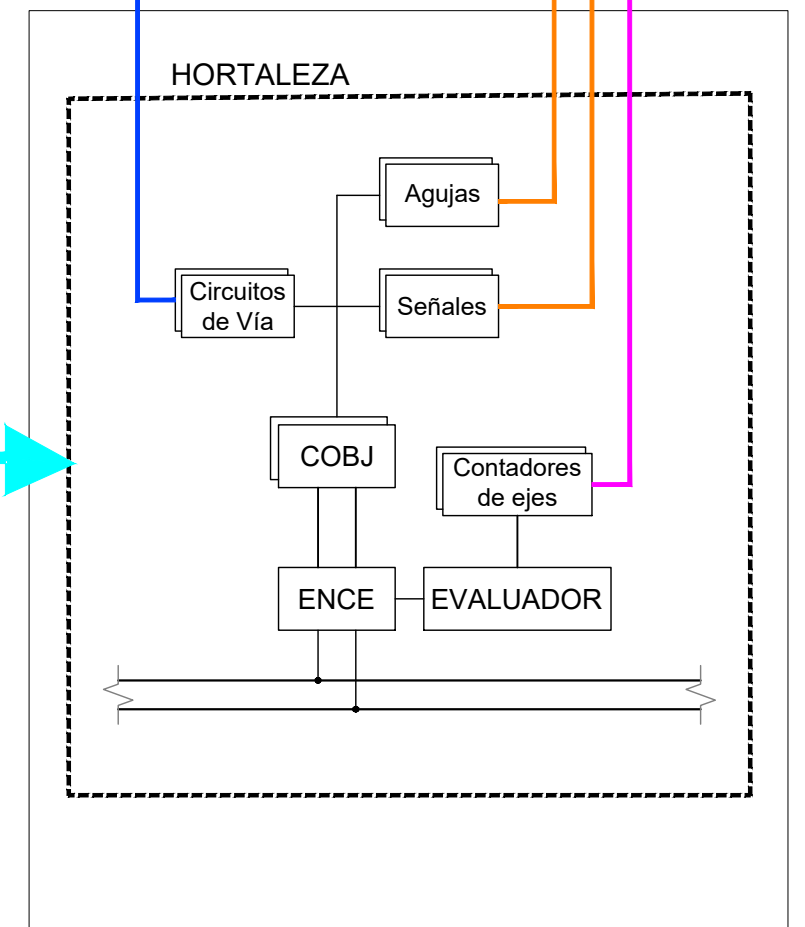 HORTALEZA
Agujas
Circuitos
de Vía
Señales
COBJ
Contadores
de ejes
ENCE
EVALUADOR